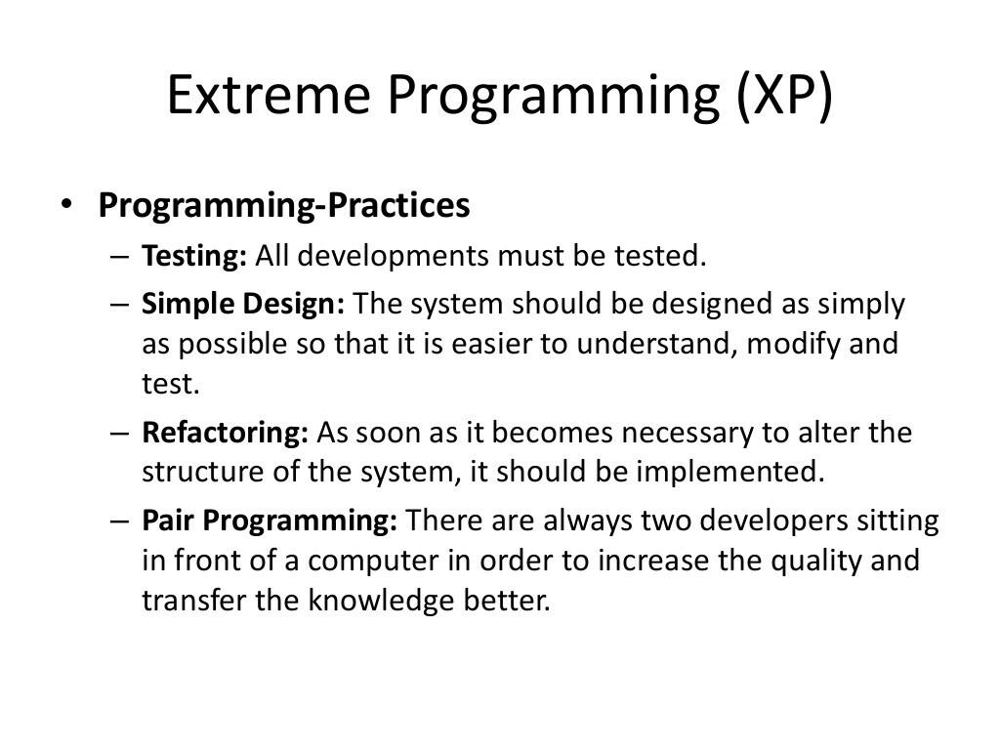 Extreme Programming (XP)
• Programming-Practices
– Testing: All developments must be tested.
– Simple Design: The system should be designed as simply
as possible so that it is easier to understand, modify and
test.
– Refactoring: As soon as it becomes necessary to alter the
structure of the system, it should be implemented.
– Pair Programming: There are always two developers sitting
in front of a computer in order to increase the quality and
transfer the knowledge better.